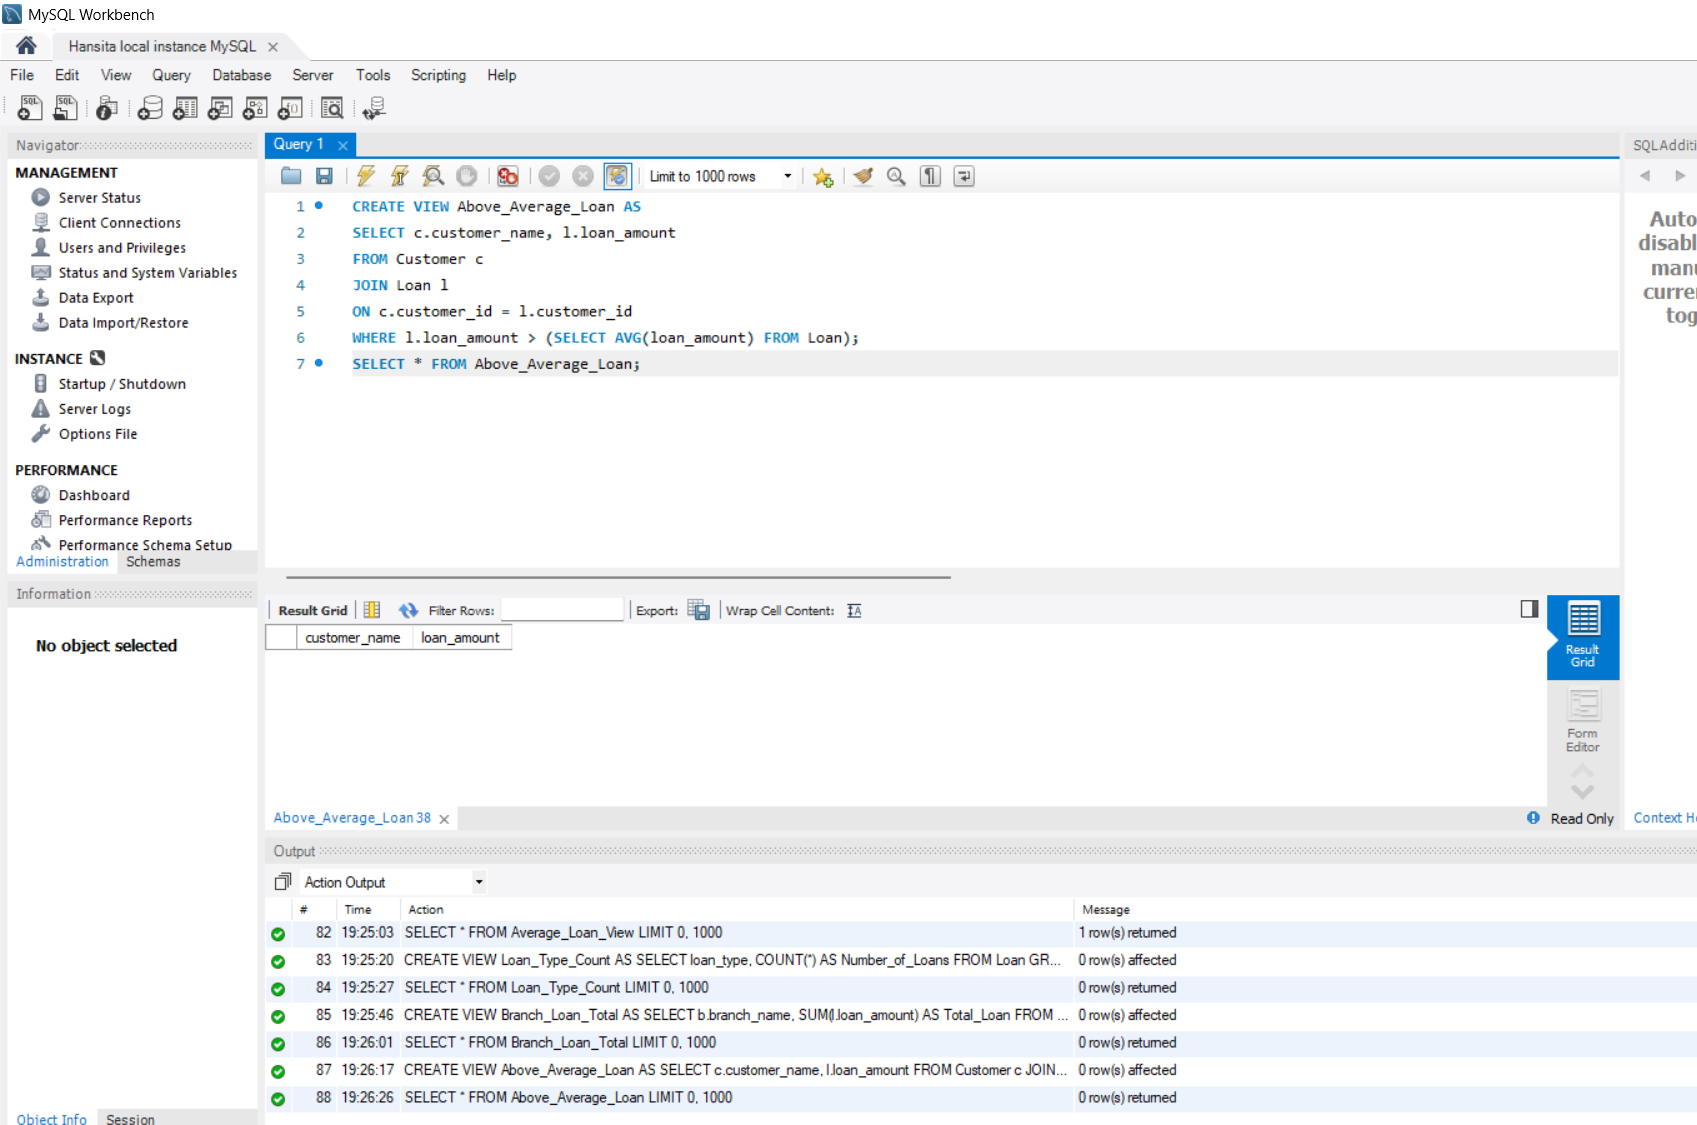 MySQL Workbench
Hansita local instance MySQL
File Edit View Query Database Server Tools Scripting Help
Navigator
MANAGEMENT
Server Status
Client Connections
Users and Privileges
Status and System Variables
Data Export
Data Import/Restore
INSTANCE
Startup / Shutdown
Server Logs
Options File
PERFORMANCE
Dashboard
Performance Reports
Performance Schema Setup
Administration Schemas
Information
No object selected
Object Info Session
Query 1
Limit to 1000 rows
1 CREATE VIEW Above_Average_Loan AS
2 SELECT c.customer_name, l.loan_amount
3 FROM Customer c
4 JOIN Loan l
5 ON c.customer_id = l.customer_id
6 WHERE l.loan_amount > (SELECT AVG(loan_amount) FROM Loan);
7 SELECT * FROM Above_Average_Loan;
Result Grid Filter Rows: Export: Wrap Cell Content:
customer_name loan_amount
Result
Grid
Form
Editor
Above_Average_Loan 38
Read Only
SQLAdditi
Auto
disabl
man
curre
tog
Context He
Output
Action Output
# Time Action Message
82 19:25:03 SELECT * FROM Average_Loan_View LIMIT 0, 1000 1 row(s) returned
83 19:25:20 CREATE VIEW Loan_Type_Count AS SELECT loan_type, COUNT(*) AS Number_of_Loans FROM Loan GR... 0 row(s) affected
84 19:25:27 SELECT * FROM Loan_Type_Count LIMIT 0, 1000 0 row(s) returned
85 19:25:46 CREATE VIEW Branch_Loan_Total AS SELECT b.branch_name, SUM(l.loan_amount) AS Total_Loan FROM ... 0 row(s) affected
86 19:26:01 SELECT * FROM Branch_Loan_Total LIMIT 0, 1000 0 row(s) returned
87 19:26:17 CREATE VIEW Above_Average_Loan AS SELECT c.customer_name, l.loan_amount FROM Customer c JOIN... 0 row(s) affected
88 19:26:26 SELECT * FROM Above_Average_Loan LIMIT 0, 1000 0 row(s) returned